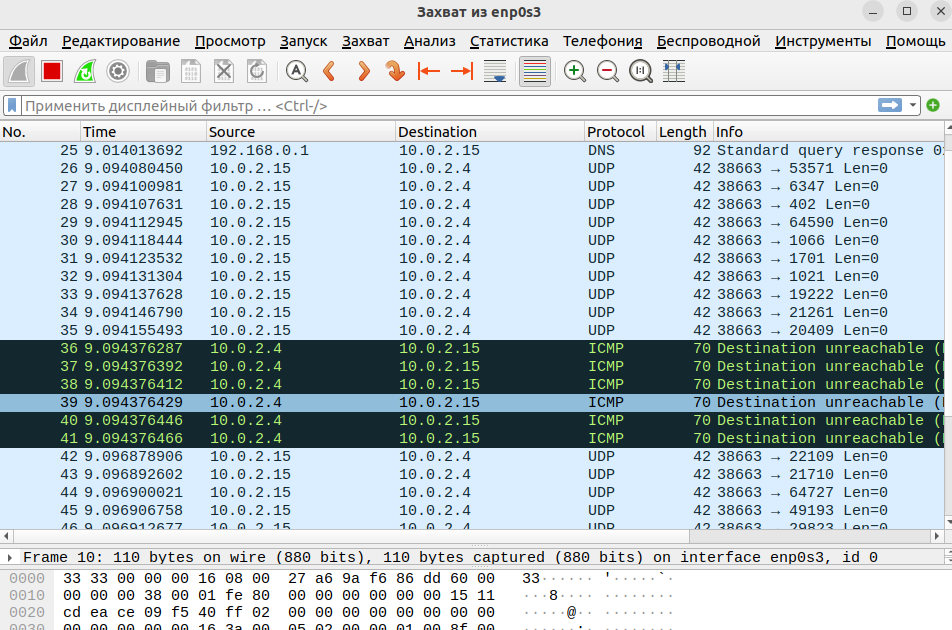 Захват из enp0s3
Файл Редактирование Просмотр Запуск Захват Анализ Статистика Телефония Беспроводной Инструменты Помощь
Применить дисплейный фильтр … <Ctrl-/>
No. Time Source Destination Protocol Length Info
25 9.014013692 192.168.0.1 10.0.2.15 DNS 92 Standard query response 0
26 9.094080450 10.0.2.15 10.0.2.4 UDP 42 38663 → 53571 Len=0
27 9.094100981 10.0.2.15 10.0.2.4 UDP 42 38663 → 6347 Len=0
28 9.094107631 10.0.2.15 10.0.2.4 UDP 42 38663 → 402 Len=0
29 9.094112945 10.0.2.15 10.0.2.4 UDP 42 38663 → 64590 Len=0
30 9.094118444 10.0.2.15 10.0.2.4 UDP 42 38663 → 1066 Len=0
31 9.094123532 10.0.2.15 10.0.2.4 UDP 42 38663 → 1701 Len=0
32 9.094131304 10.0.2.15 10.0.2.4 UDP 42 38663 → 1021 Len=0
33 9.094137628 10.0.2.15 10.0.2.4 UDP 42 38663 → 19222 Len=0
34 9.094146790 10.0.2.15 10.0.2.4 UDP 42 38663 → 21261 Len=0
35 9.094155493 10.0.2.15 10.0.2.4 UDP 42 38663 → 20409 Len=0
36 9.094376287 10.0.2.4 10.0.2.15 ICMP 70 Destination unreachable (
37 9.094376392 10.0.2.4 10.0.2.15 ICMP 70 Destination unreachable (
38 9.094376412 10.0.2.4 10.0.2.15 ICMP 70 Destination unreachable (
39 9.094376429 10.0.2.4 10.0.2.15 ICMP 70 Destination unreachable (
40 9.094376446 10.0.2.4 10.0.2.15 ICMP 70 Destination unreachable (
41 9.094376466 10.0.2.4 10.0.2.15 ICMP 70 Destination unreachable (
42 9.096878906 10.0.2.15 10.0.2.4 UDP 42 38663 → 22109 Len=0
43 9.096892602 10.0.2.15 10.0.2.4 UDP 42 38663 → 21710 Len=0
44 9.096900021 10.0.2.15 10.0.2.4 UDP 42 38663 → 64727 Len=0
45 9.096906758 10.0.2.15 10.0.2.4 UDP 42 38663 → 49193 Len=0
46 9.096912677 10.0.2.15 10.0.2.4 UDP 42 38663 → 29823 Len=0
Frame 10: 110 bytes on wire (880 bits), 110 bytes captured (880 bits) on interface enp0s3, id 0
0000 33 33 00 00 00 16 08 00 27 a6 9a f6 86 dd 60 00 33······ '·····`·
0010 00 00 00 38 00 01 fe 80 00 00 00 00 00 00 15 11 ···8···· ········
0020 cd ea ce 09 f5 40 ff 02 00 00 00 00 00 00 00 00 ·····@·· ········
00 00 00 00 00 16 3a 00 05 02 00 00 01 00 8f 00 ······:· ········